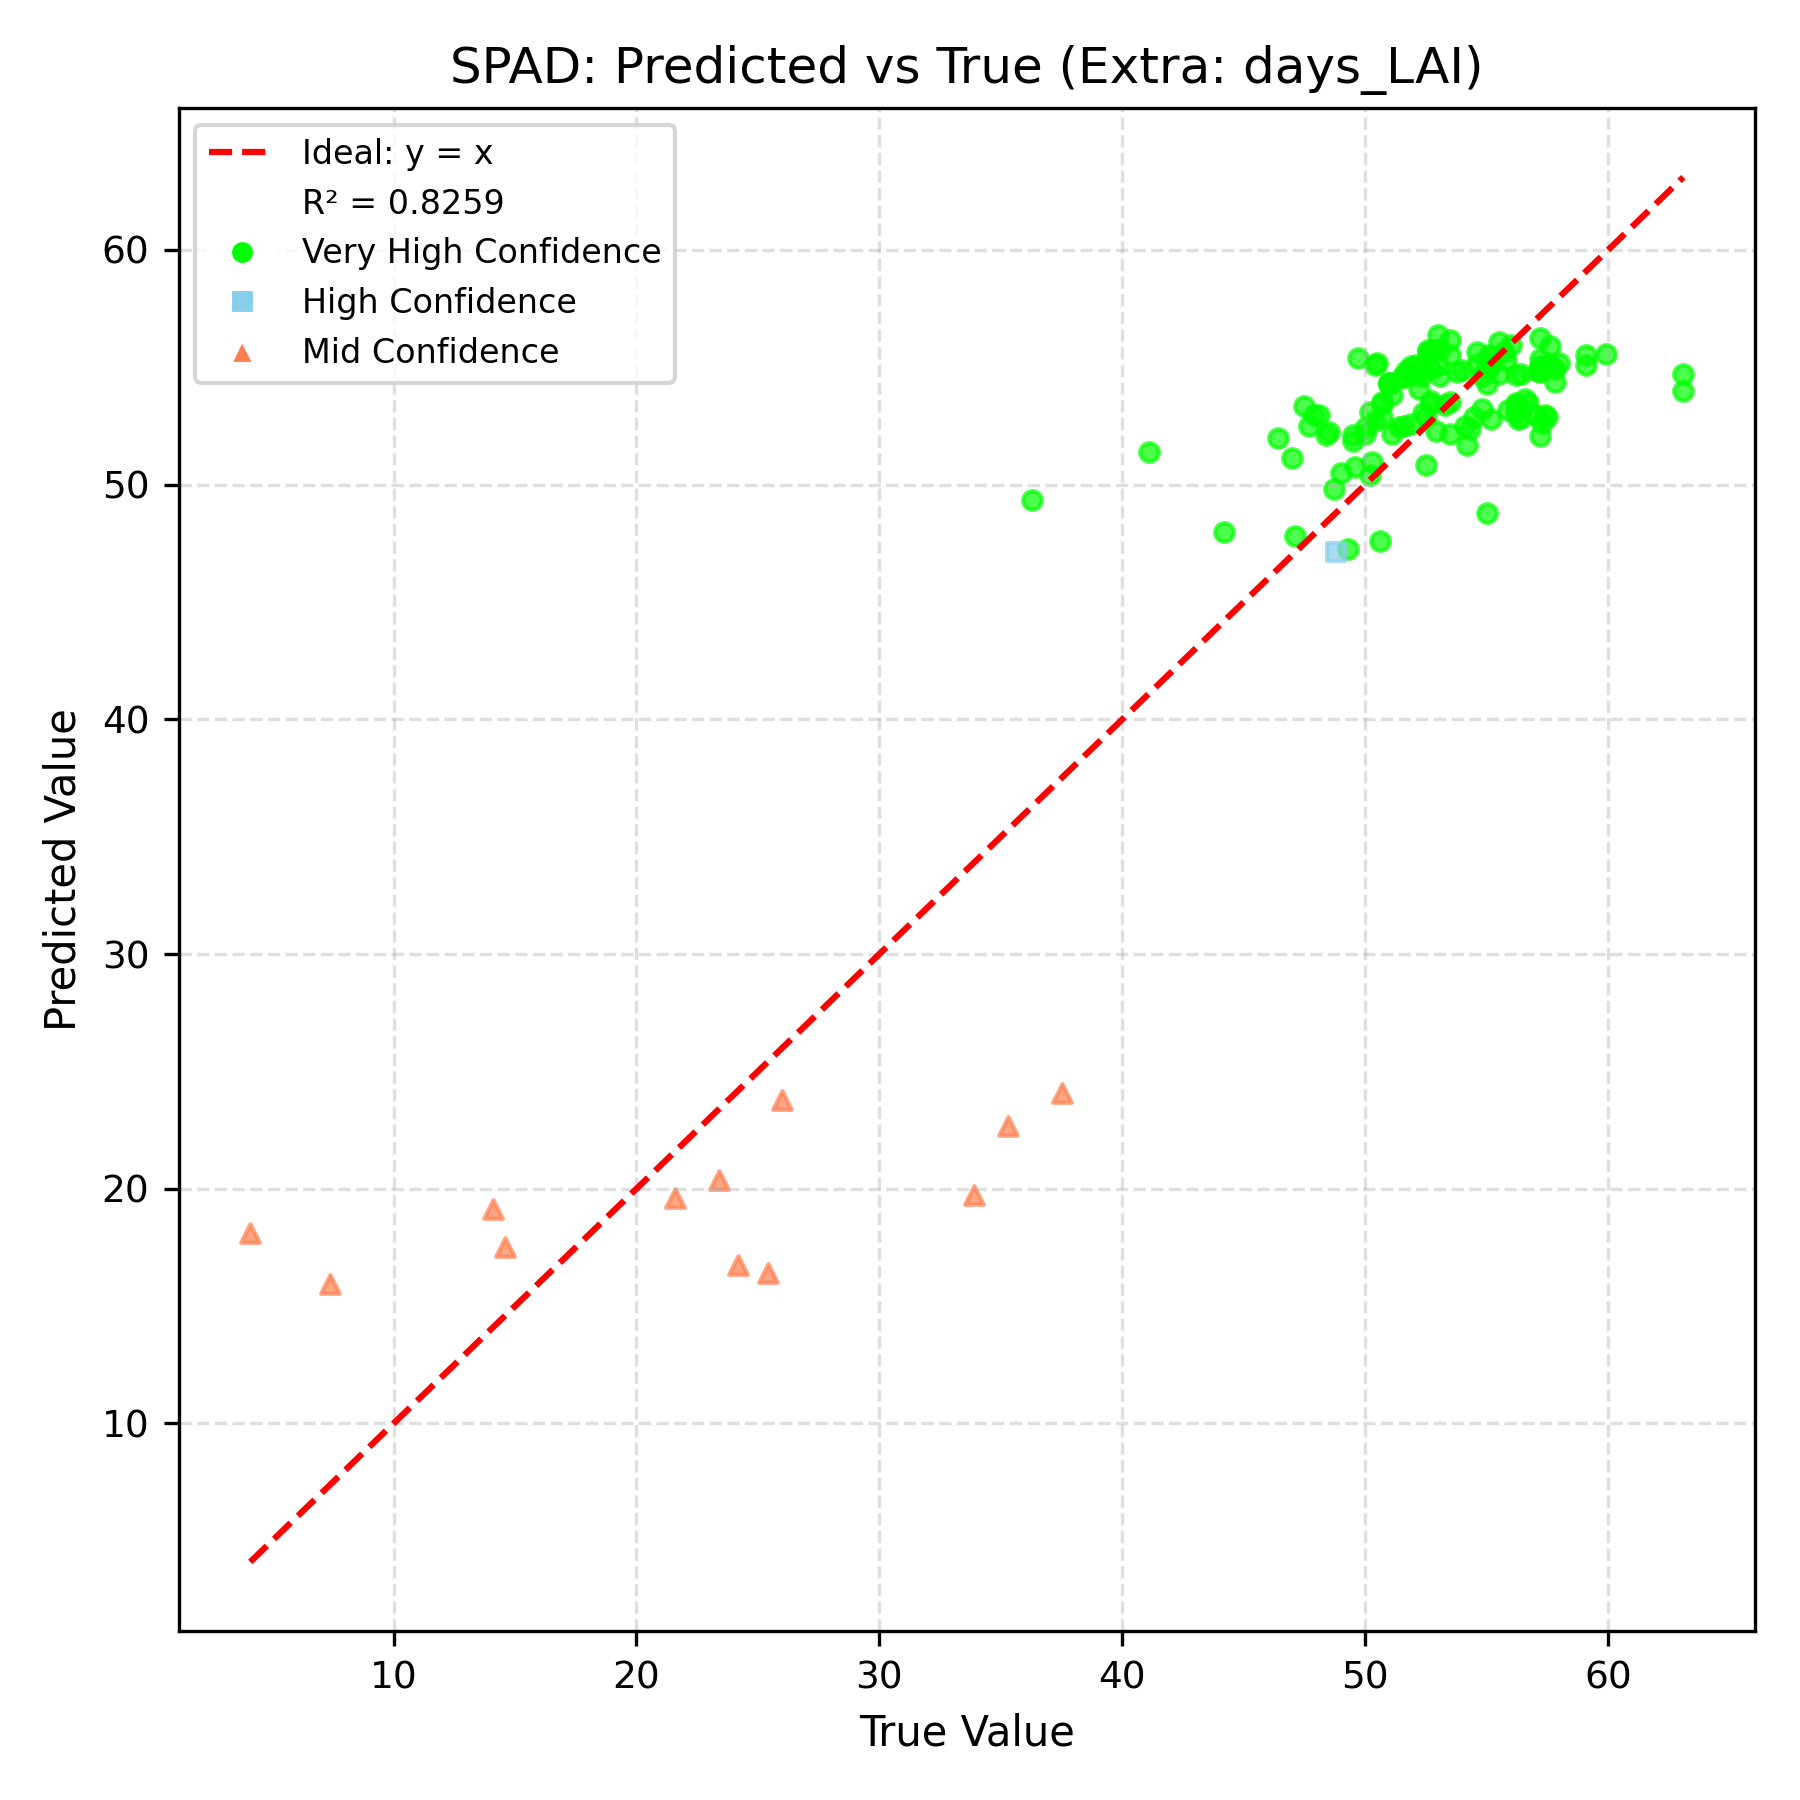 SPAD: Predicted vs True (Extra: days_LAI)
Ideal: y = x
R² = 0.8259
Very High Confidence
High Confidence
Mid Confidence
60
50
40
30
20
10
Predicted Value
10
20
30
40
50
60
True Value